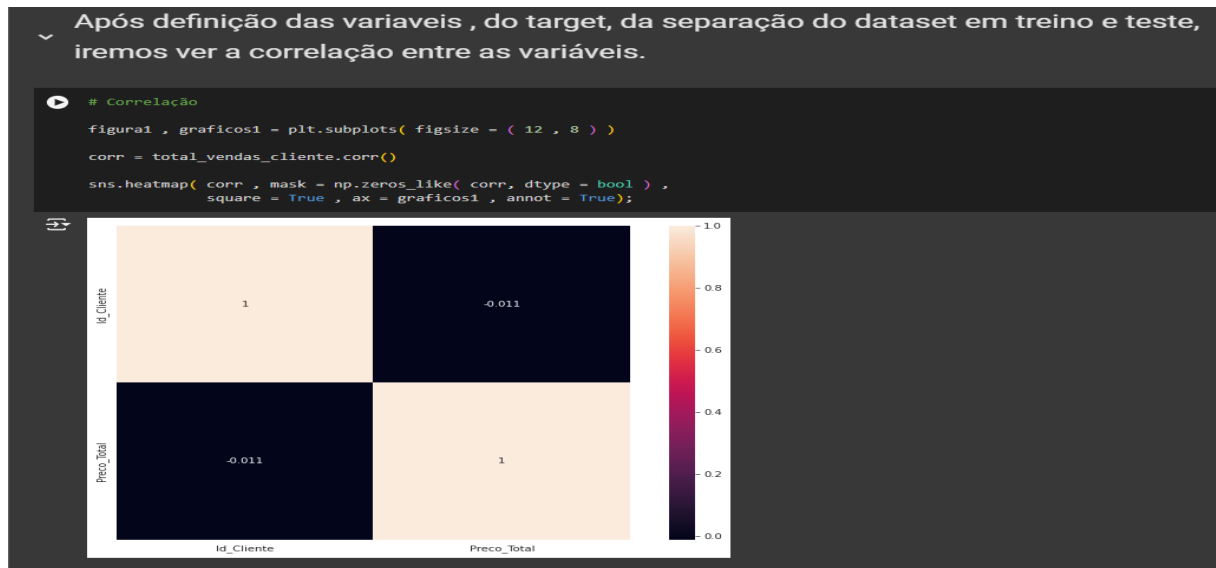 Após definição das variaveis , do target, da separação do dataset em treino e teste,
iremos ver a correlação entre as variáveis.
# Correlação
figura1 , graficos1 = plt.subplots( figsize = ( 12 , 8 ) )
corr = total_vendas_cliente.corr()
sns.heatmap( corr , mask = np.zeros_like( corr, dtype = bool ) ,
square = True , ax = graficos1 , annot = True);
1.0
Id_Cliente
1
-0.011
0.8
0.6
0.4
Preco_Total
-0.011
1
0.2
0.0
Id_Cliente
Preco_Total